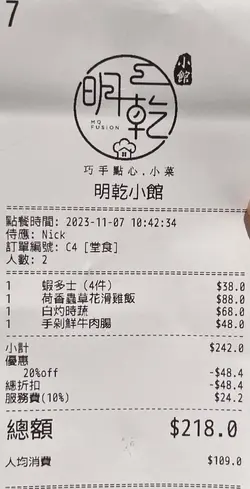 7
小館
明乾
HQ
FUSION
巧手點心.小菜
明乾小館
點餐時間: 2023-11-07 10:42:34
侍應: Nick
訂單編號: C4 [堂食]
人數: 2
1 蝦多士 (4件) $38.0
1 荷香蟲草花滑雞飯 $88.0
1 白灼時蔬 $68.0
1 手剁鮮牛肉腸 $48.0
小計 $242.0
優惠
20%off -$48.4
總折扣 -$48.4
服務費(10%) $24.2
總額 $218.0
人均消費 $109.0